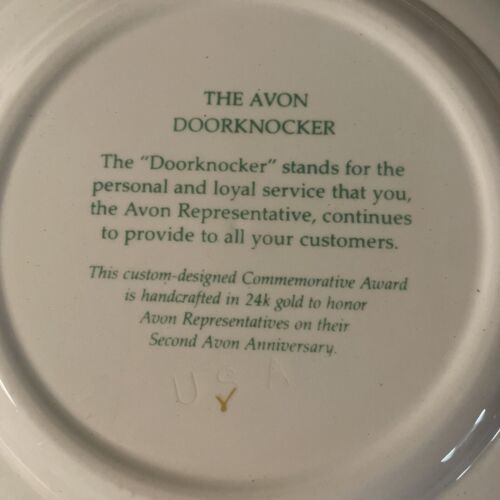 THE AVON
DOORKNOCKER
The "Doorknocker" stands for the
personal and loyal service that you,
the Avon Representative, continues
to provide to all your customers.
This custom-designed Commemorative Award
is handcrafted in 24k gold to honor
Avon Representatives on their
Second Avon Anniversary.
USA